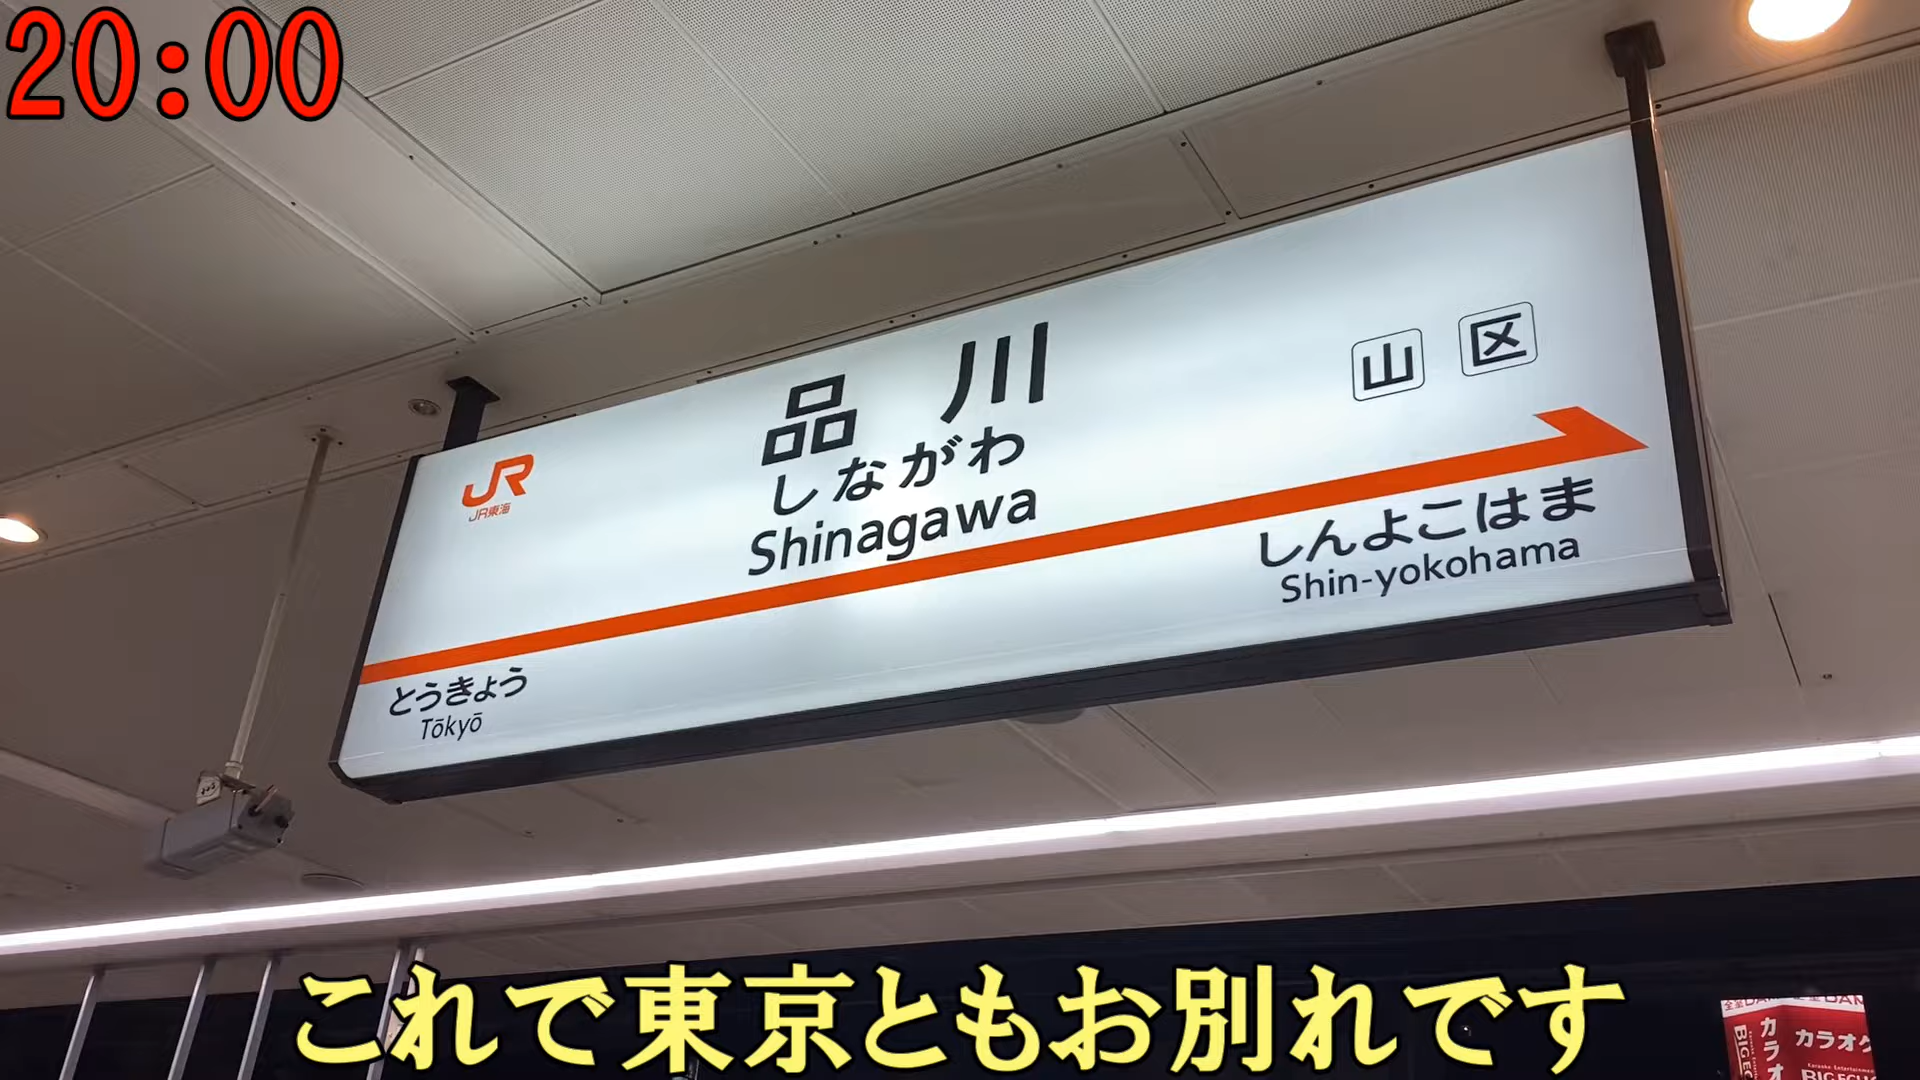 20:00
品川
しながわ
Shinagawa
山 区
JR
JR東海
しんよこはま
Shin-yokohama
とうきょう
Tōkyō
これで東京ともお別れです
カラオケ
BIG ECHO